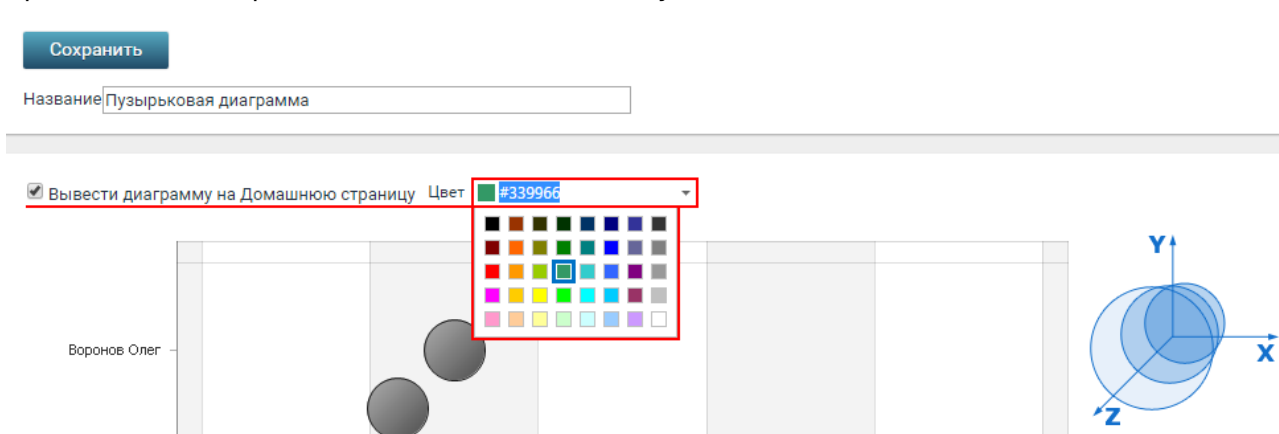 Сохранить
Название Пузырьковая диаграмма
Вывести диаграмму на Домашнюю страницу Цвет #339966
Y
Воронов Олег
X
Z